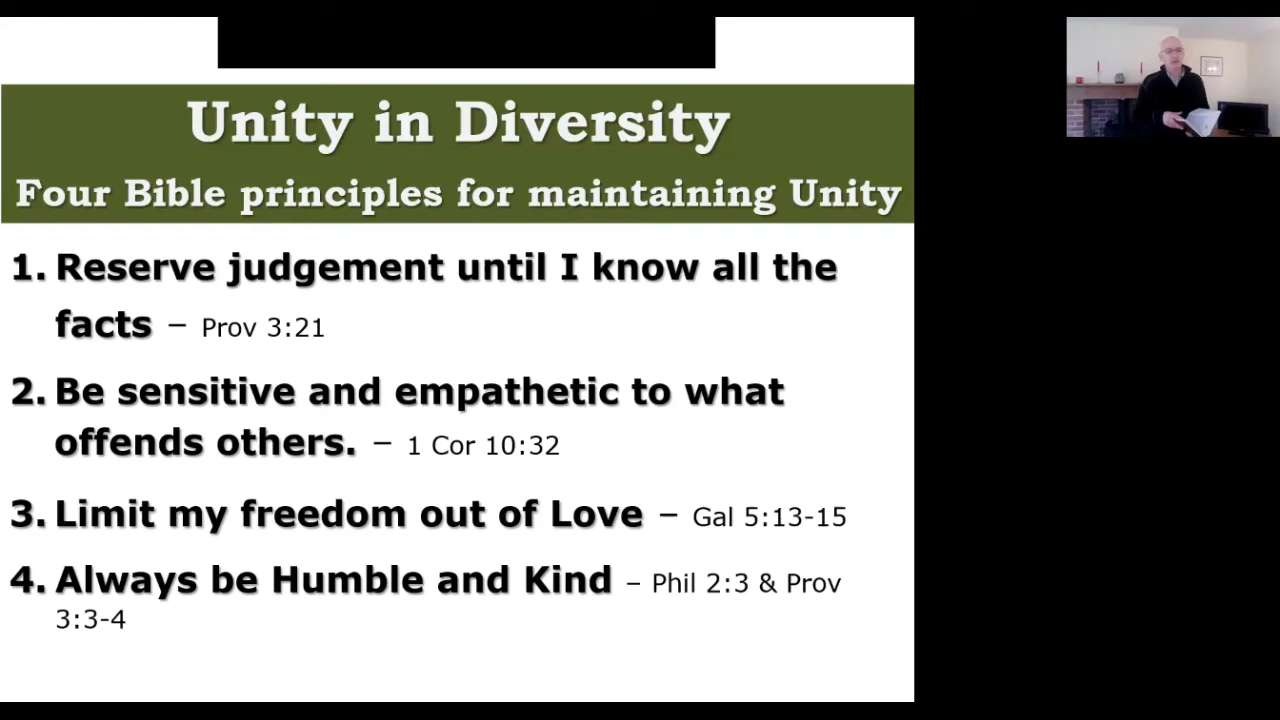 Unity in Diversity
Four Bible principles for maintaining Unity
1. Reserve judgement until I know all the
facts – Prov 3:21
2. Be sensitive and empathetic to what
offends others. – 1 Cor 10:32
3. Limit my freedom out of Love – Gal 5:13-15
4. Always be Humble and Kind – Phil 2:3 & Prov
3:3-4